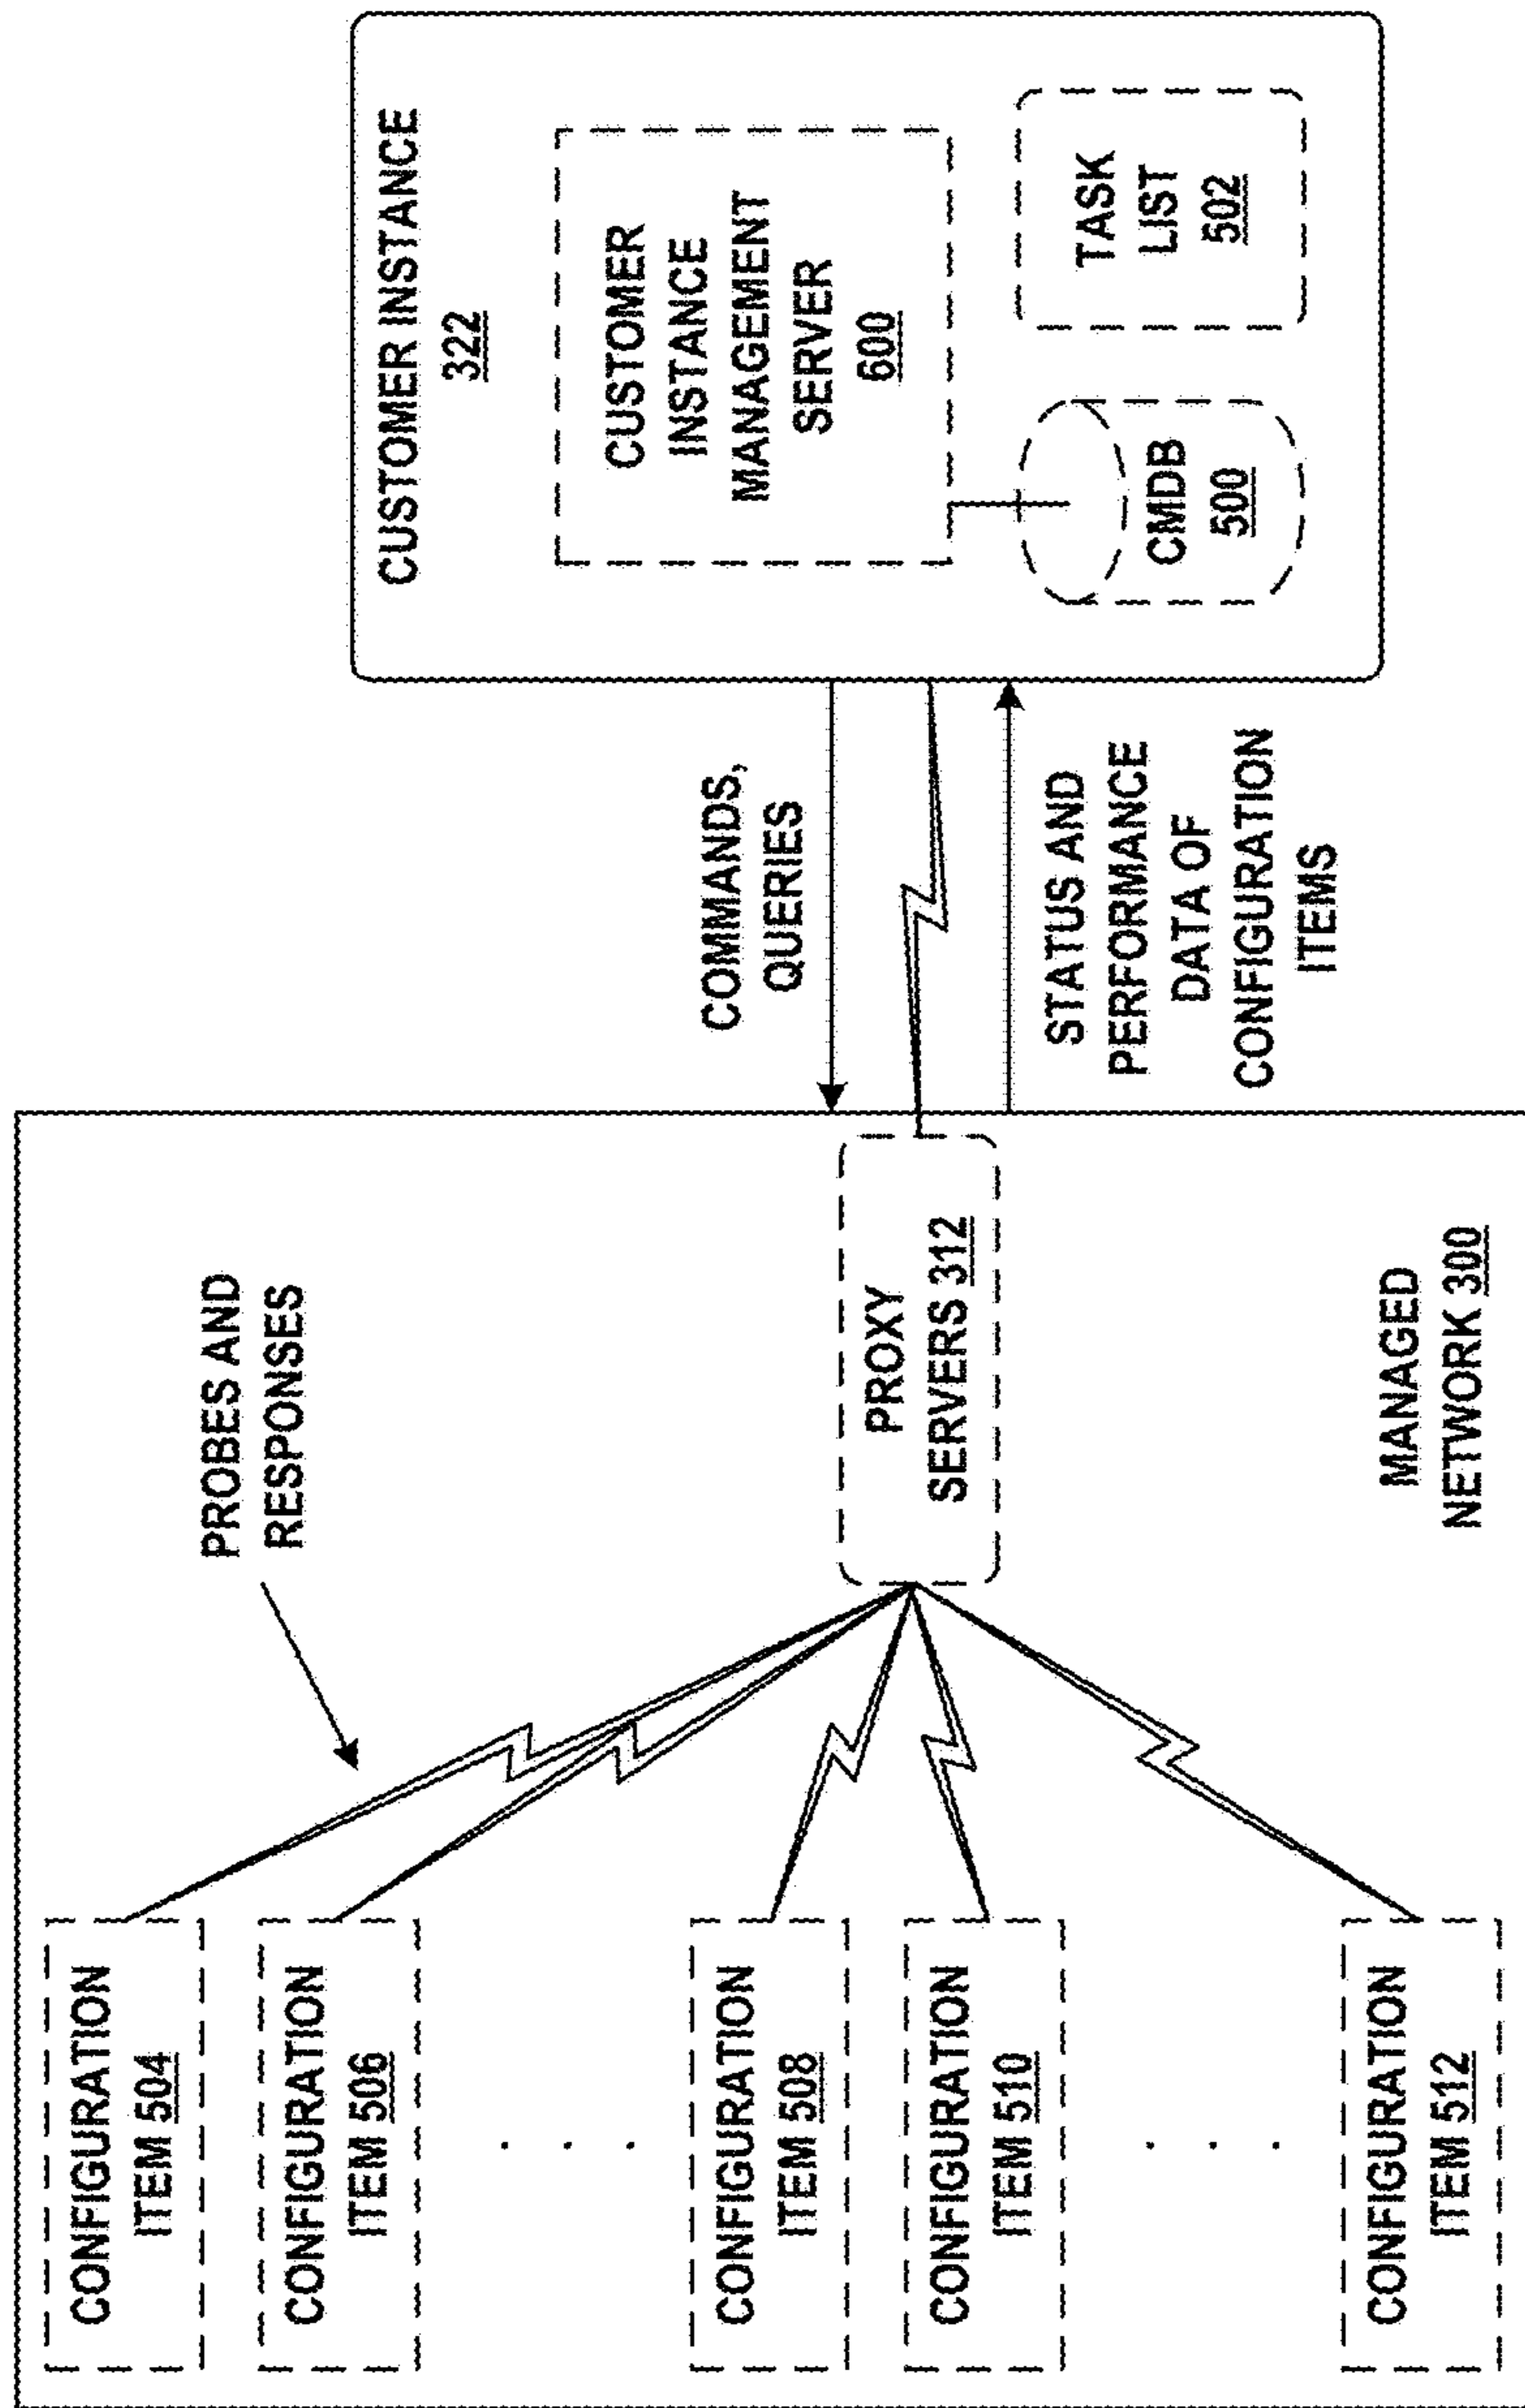 CUSTOMER INSTANCE
322
CUSTOMER
INSTANCE
MANAGEMENT
SERVER
600
CMDB
500
TASK
LIST
502
COMMANDS,
QUERIES
STATUS AND
PERFORMANCE
DATA OF
CONFIGURATION
ITEMS
PROBES AND
RESPONSES
PROXY
SERVERS 312
MANAGED
NETWORK 300
CONFIGURATION
ITEM 504
CONFIGURATION
ITEM 506
. . .
CONFIGURATION
ITEM 508
CONFIGURATION
ITEM 510
. . .
CONFIGURATION
ITEM 512